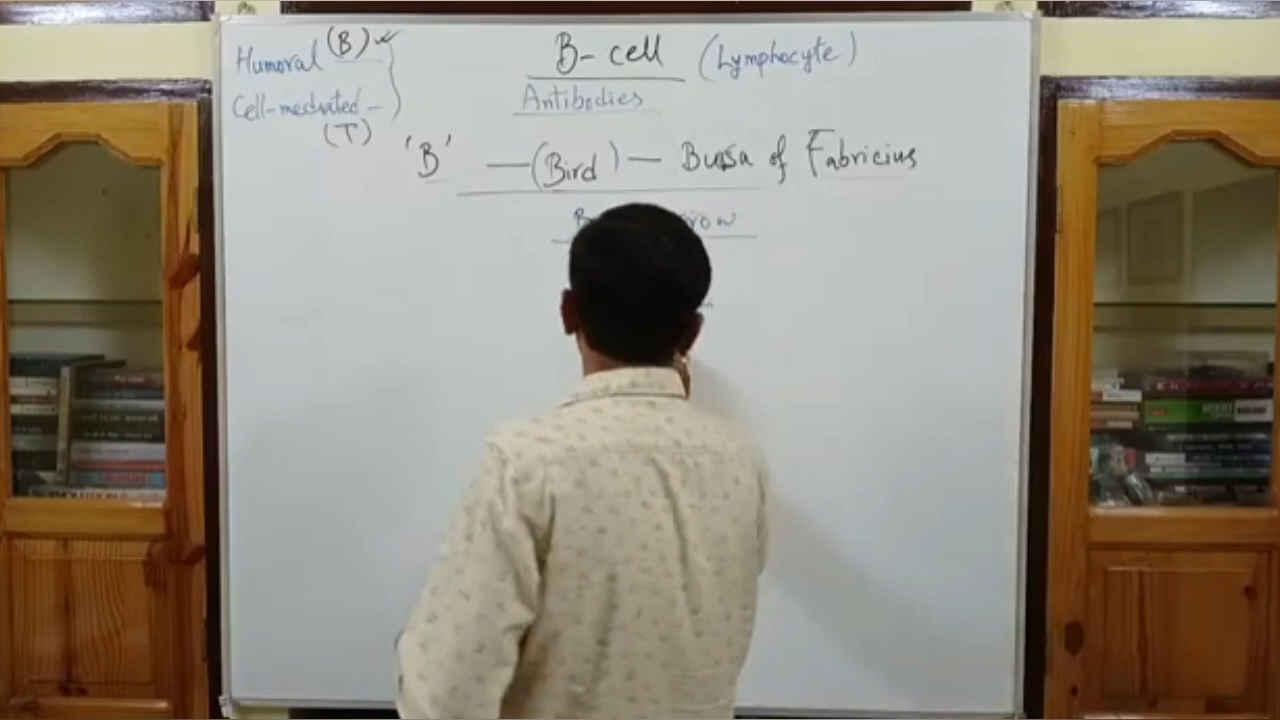 Humoral (B) ✓
Cell-mediated -
(T)
B-cell (Lymphocyte)
Antibodies
'B' —(Bird)— Bursa of Fabricius